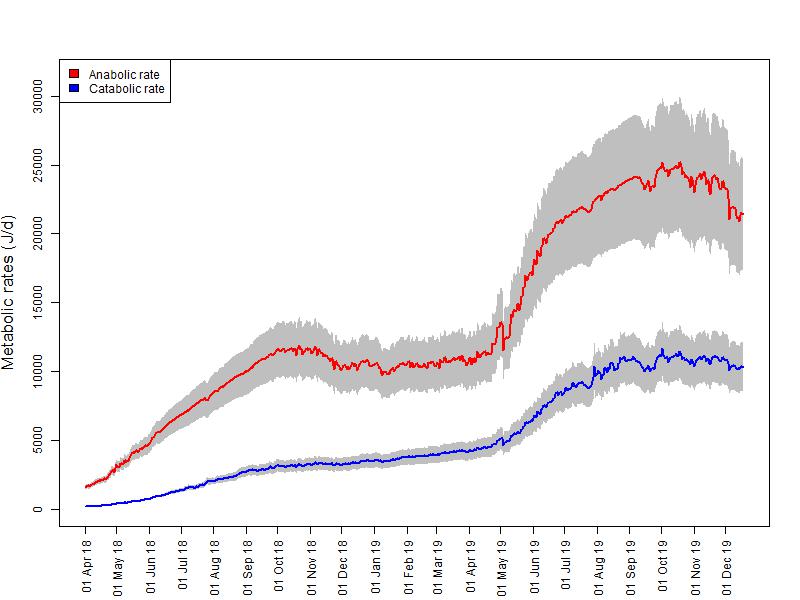 Anabolic rate
Catabolic rate
Metabolic rates (J/d)
30000
25000
20000
15000
10000
5000
0
01 Apr 18
01 May 18
01 Jun 18
01 Jul 18
01 Aug 18
01 Sep 18
01 Oct 18
01 Nov 18
01 Dec 18
01 Jan 19
01 Feb 19
01 Mar 19
01 Apr 19
01 May 19
01 Jun 19
01 Jul 19
01 Aug 19
01 Sep 19
01 Oct 19
01 Nov 19
01 Dec 19